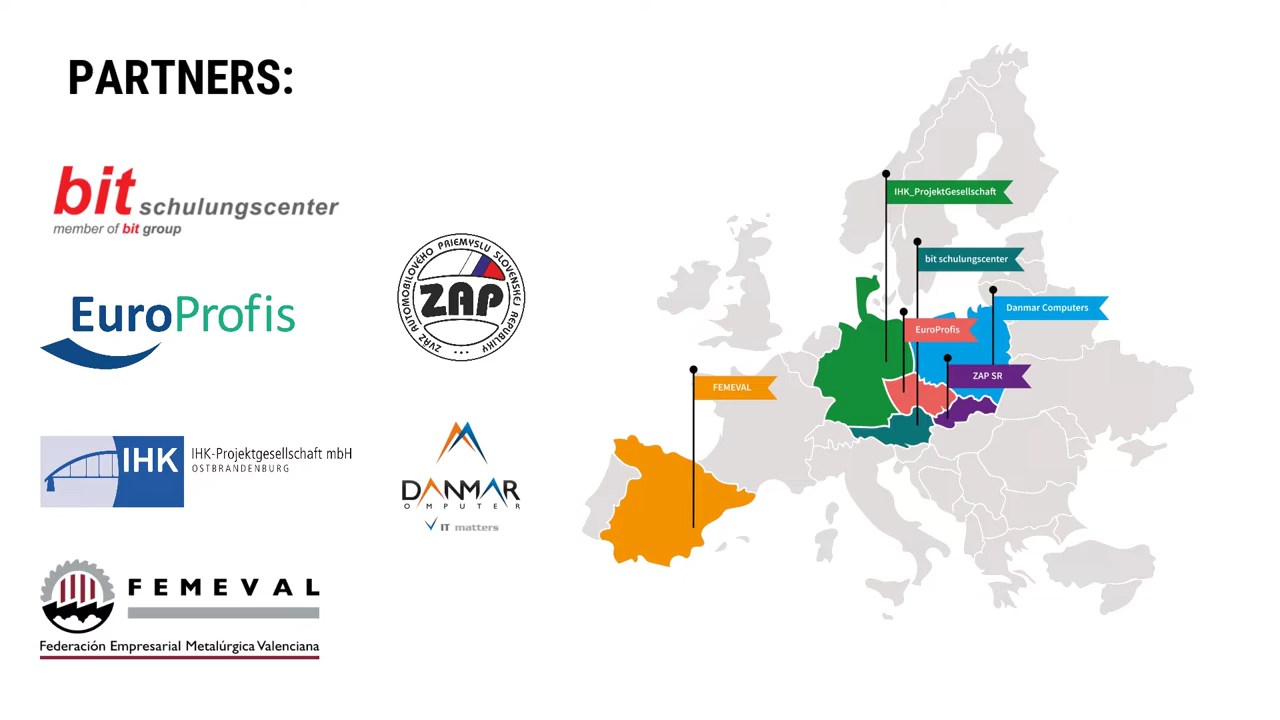 PARTNERS:
bit schulungscenter
member of bit group
EuroProfis
IHK
IHK-Projektgesellschaft mbH
OSTBRANDENBURG
FEMEVAL
Federación Empresarial Metalúrgica Valenciana
ZVÄZ AUTOMOBILOVÉHO PRIEMYSLU SLOVENSKEJ REPUBLIKY
ZAP
DANMAR
OMPUTER
IT matters
IHK_ProjektGesellschaft
bit schulungscenter
Danmar Computers
EuroProfis
ZAP SR
FEMEVAL